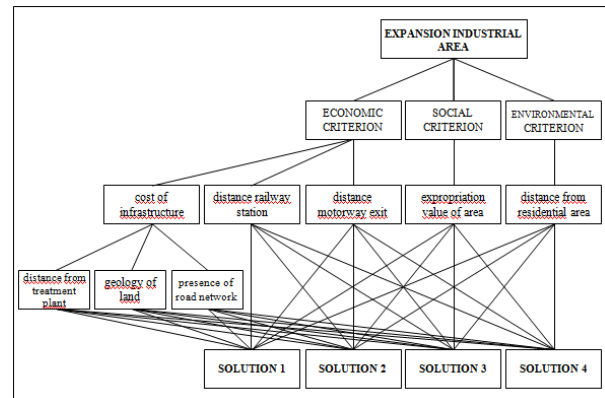 EXPANSION INDUSTRIAL
AREA
ECONOMIC
CRITERION
SOCIAL
CRITERION
ENVIRONMENTAL
CRITERION
cost of
infrastructure
distance railway
station
distance
motorway exit
expropriation
value of area
distance from
residential area
distance from
treatment
plant
geology of
land
presence of
road network
SOLUTION 1
SOLUTION 2
SOLUTION 3
SOLUTION 4